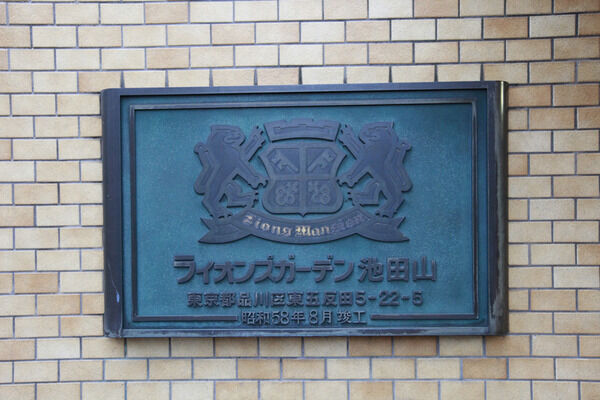 Lions Mansion
ライオンズガーデン池田山
東京都品川区東五反田5-22-5
昭和58年8月竣工